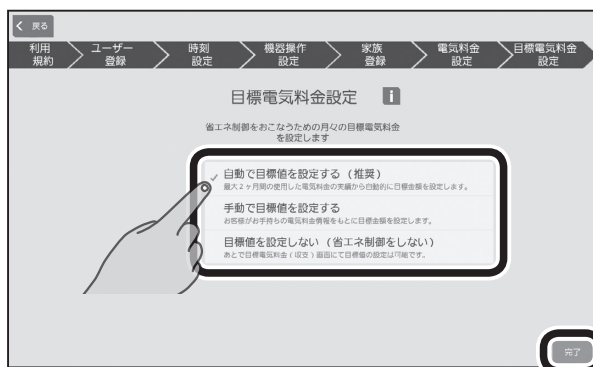 戻る
利用規約
ユーザー登録
時刻設定
機器操作設定
家族登録
電気料金設定
目標電気料金設定
目標電気料金設定
省エネ制御をおこなうための月々の目標電気料金
を設定します
自動で目標値を設定する（推奨）
最大２ヶ月間の使用した電気料金の実績から自動的に目標金額を設定します。
手動で目標値を設定する
お客様がお手持ちの電気料金情報をもとに目標金額を設定します。
目標値を設定しない（省エネ制御をしない）
あとで目標電気料金（収支）画面にて目標値の設定は可能です。
完了